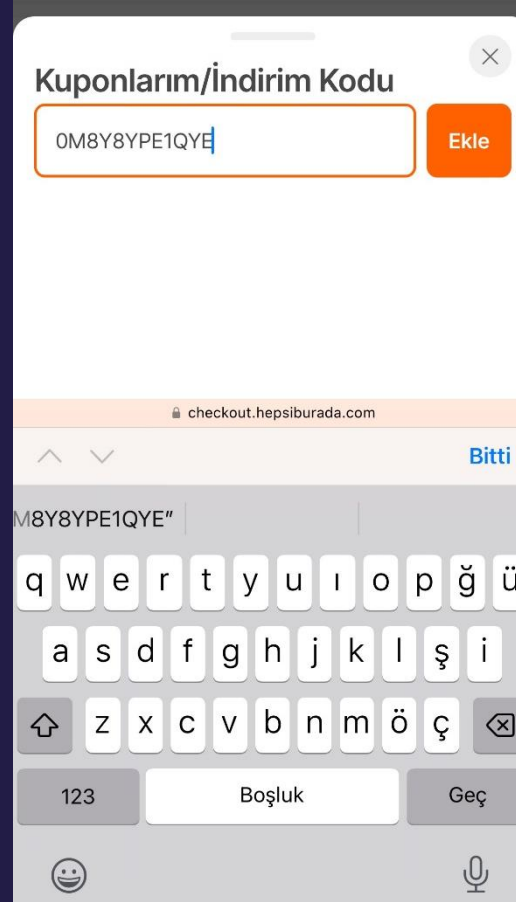 Kuponlarım/İndirim Kodu
0M8Y8YPE1QYE
Ekle
checkout.hepsiburada.com
Bitti
M8Y8YPE1QYE"
q w e r t y u ı o p ğ ü
a s d f g h j k l ş i
z x c v b n m ö ç
123 Boşluk Geç